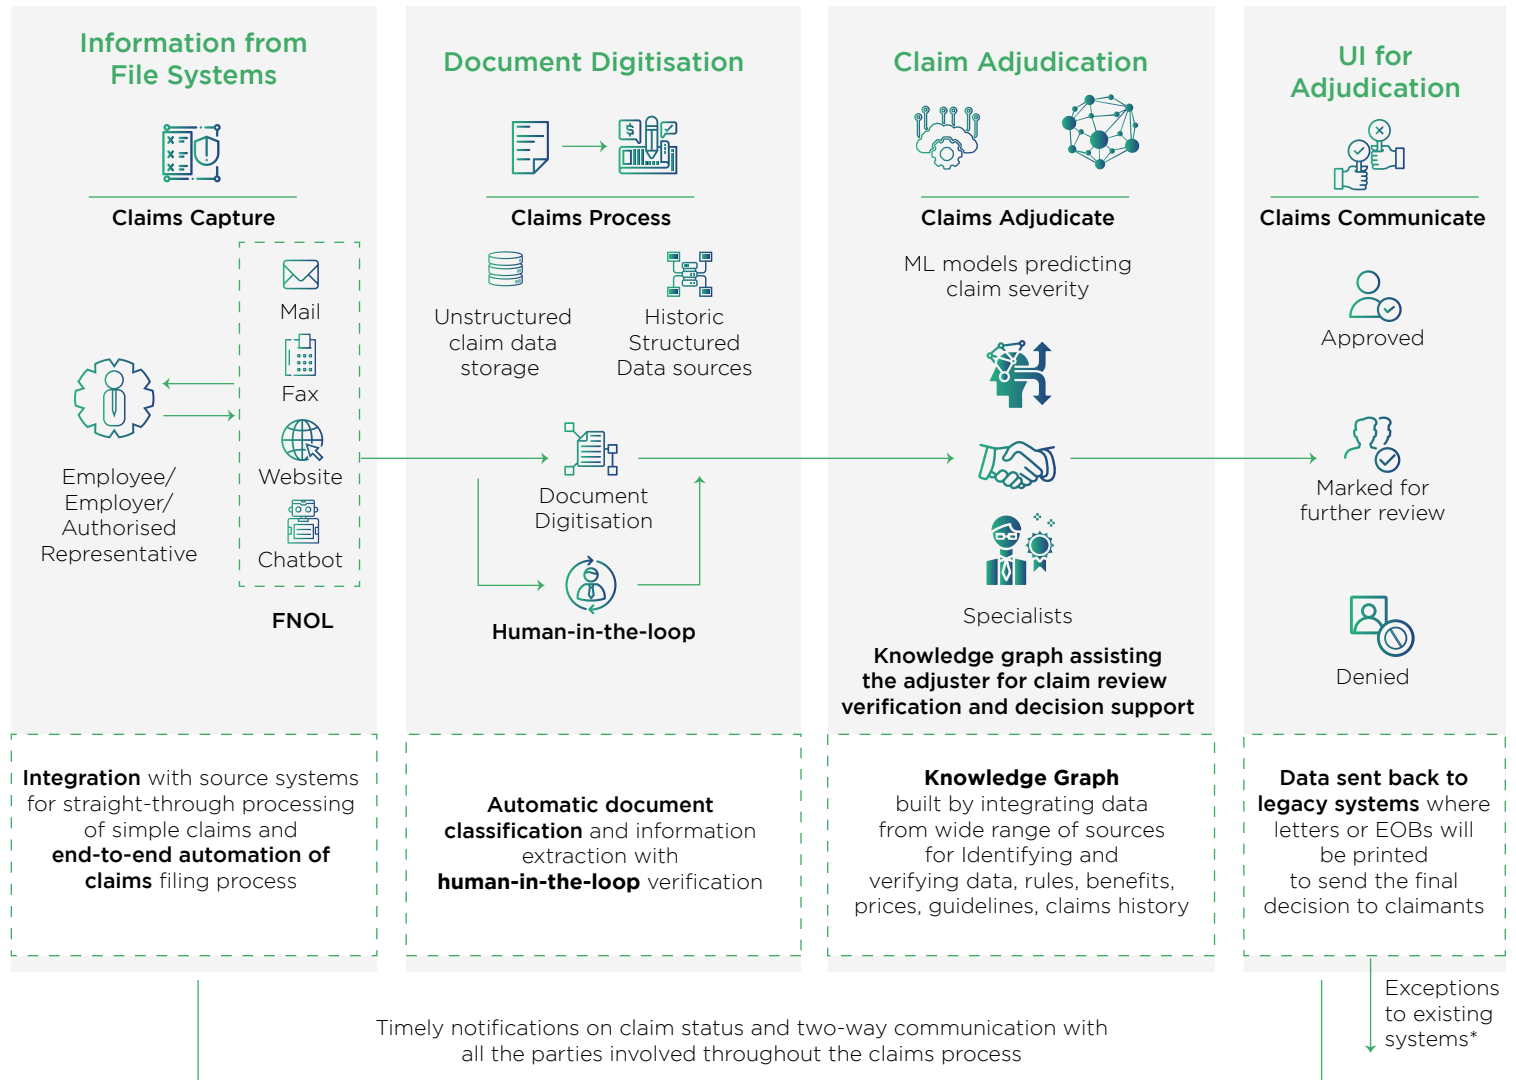 Information from
File Systems
Claims Capture
Mail
Fax
Website
Chatbot
Employee/
Employer/
Authorised
Representative
FNOL
Integration with source systems
for straight-through processing
of simple claims and
end-to-end automation of
claims filing process
Document Digitisation
$
Claims Process
Unstructured
claim data
storage
Historic
Structured
Data sources
Document
Digitisation
Human-in-the-loop
Automatic document
classification and information
extraction with
human-in-the-loop verification
Claim Adjudication
Claims Adjudicate
ML models predicting
claim severity
Specialists
Knowledge graph assisting
the adjuster for claim review
verification and decision support
Knowledge Graph
built by integrating data
from wide range of sources
for Identifying and
verifying data, rules, benefits,
prices, guidelines, claims history
UI for
Adjudication
Claims Communicate
Approved
Marked for
further review
Denied
Data sent back to
legacy systems where
letters or EOBs will
be printed
to send the final
decision to claimants
Exceptions
to existing
systems*
Timely notifications on claim status and two-way communication with
all the parties involved throughout the claims process